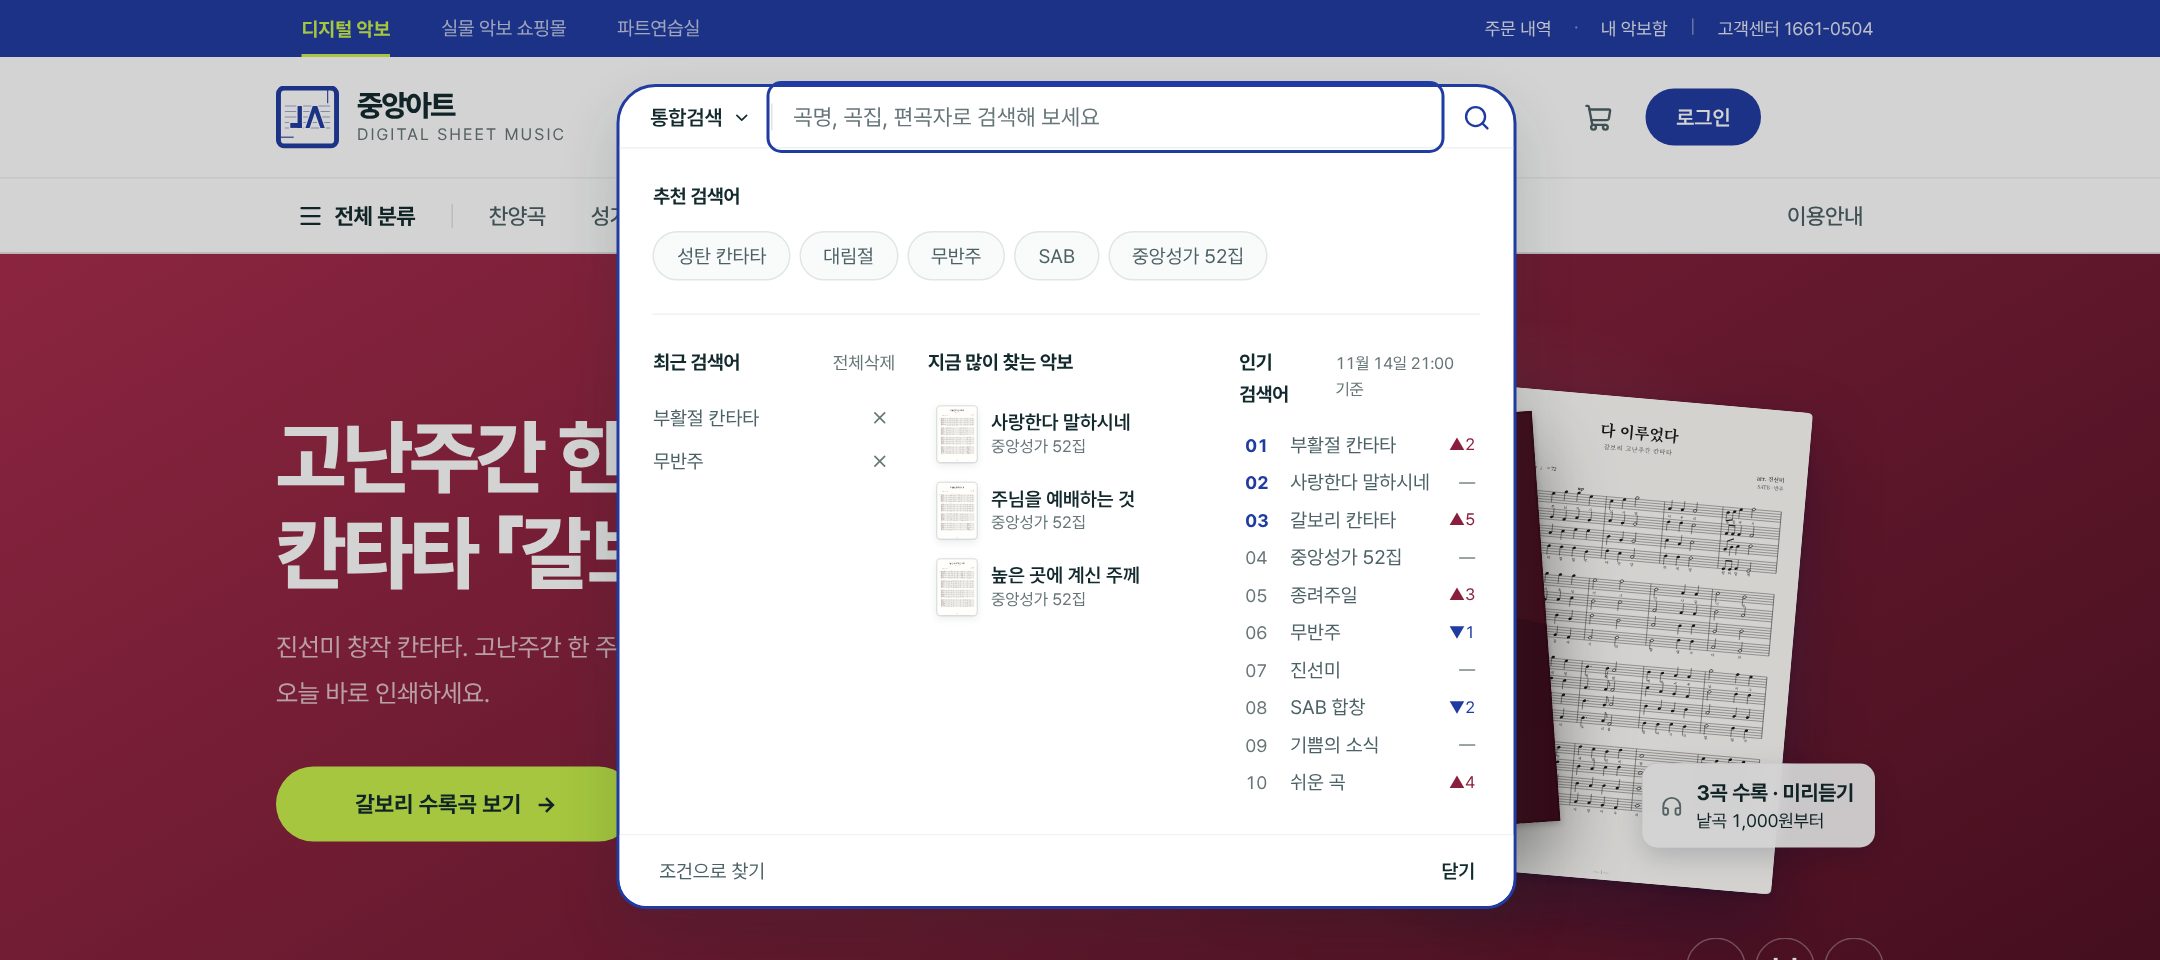 디지털 악보
실물 악보 쇼핑몰
파트연습실
주문 내역 · 내 악보함
고객센터 1661-0504
중앙아트
DIGITAL SHEET MUSIC
통합검색
곡명, 곡집, 편곡자로 검색해 보세요
로그인
전체 분류
찬양곡
이용안내
추천 검색어
성탄 칸타타
대림절
무반주
SAB
중앙성가 52집
최근 검색어
전체삭제
부활절 칸타타
무반주
지금 많이 찾는 악보
사랑한다 말하시네
중앙성가 52집
주님을 예배하는 것
중앙성가 52집
높은 곳에 계신 주께
중앙성가 52집
인기
검색어
11월 14일 21:00
기준
01 부활절 칸타타 ▲2
02 사랑한다 말하시네 —
03 갈보리 칸타타 ▲5
04 중앙성가 52집 —
05 종려주일 ▲3
06 무반주 ▼1
07 진선미 —
08 SAB 합창 ▼2
09 기쁨의 소식 —
10 쉬운 곡 ▲4
조건으로 찾기
닫기
고난주간
칸타타
진선미 창작 칸타타. 고난주간 한 주
오늘 바로 인쇄하세요.
갈보리 수록곡 보기 →
다 이루었다
갈보리 고난주간 칸타타
arr. 진선미
3곡 수록 · 미리듣기
낱곡 1,000원부터